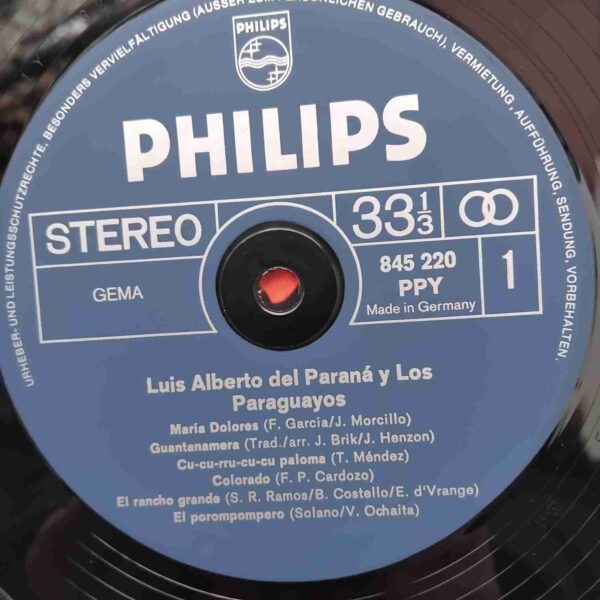 URHEBER- UND LEISTUNGSSCHUTZRECHTE, BESONDERS VERVIELFÄLTIGUNG (AUSSER ZUM PERSÖNLICHEN GEBRAUCH), VERMIETUNG, AUFFÜHRUNG, SENDUNG, VORBEHALTEN.
PHILIPS
PHILIPS
STEREO
33 1/3
GEMA
845 220
PPY
Made in Germany
1
Luis Alberto del Paraná y Los
Paraguayos
María Dolores (F. Garcia/J. Morcillo)
Guantanamera (Trad./arr. J. Brik/J. Henzon)
Cu-cu-rru-cu-cu paloma (T. Méndez)
Colorado (F. P. Cardozo)
El rancho grande (S. R. Ramos/B. Costello/E. d'Vrange)
El porompompero (Solano/V. Ochaita)